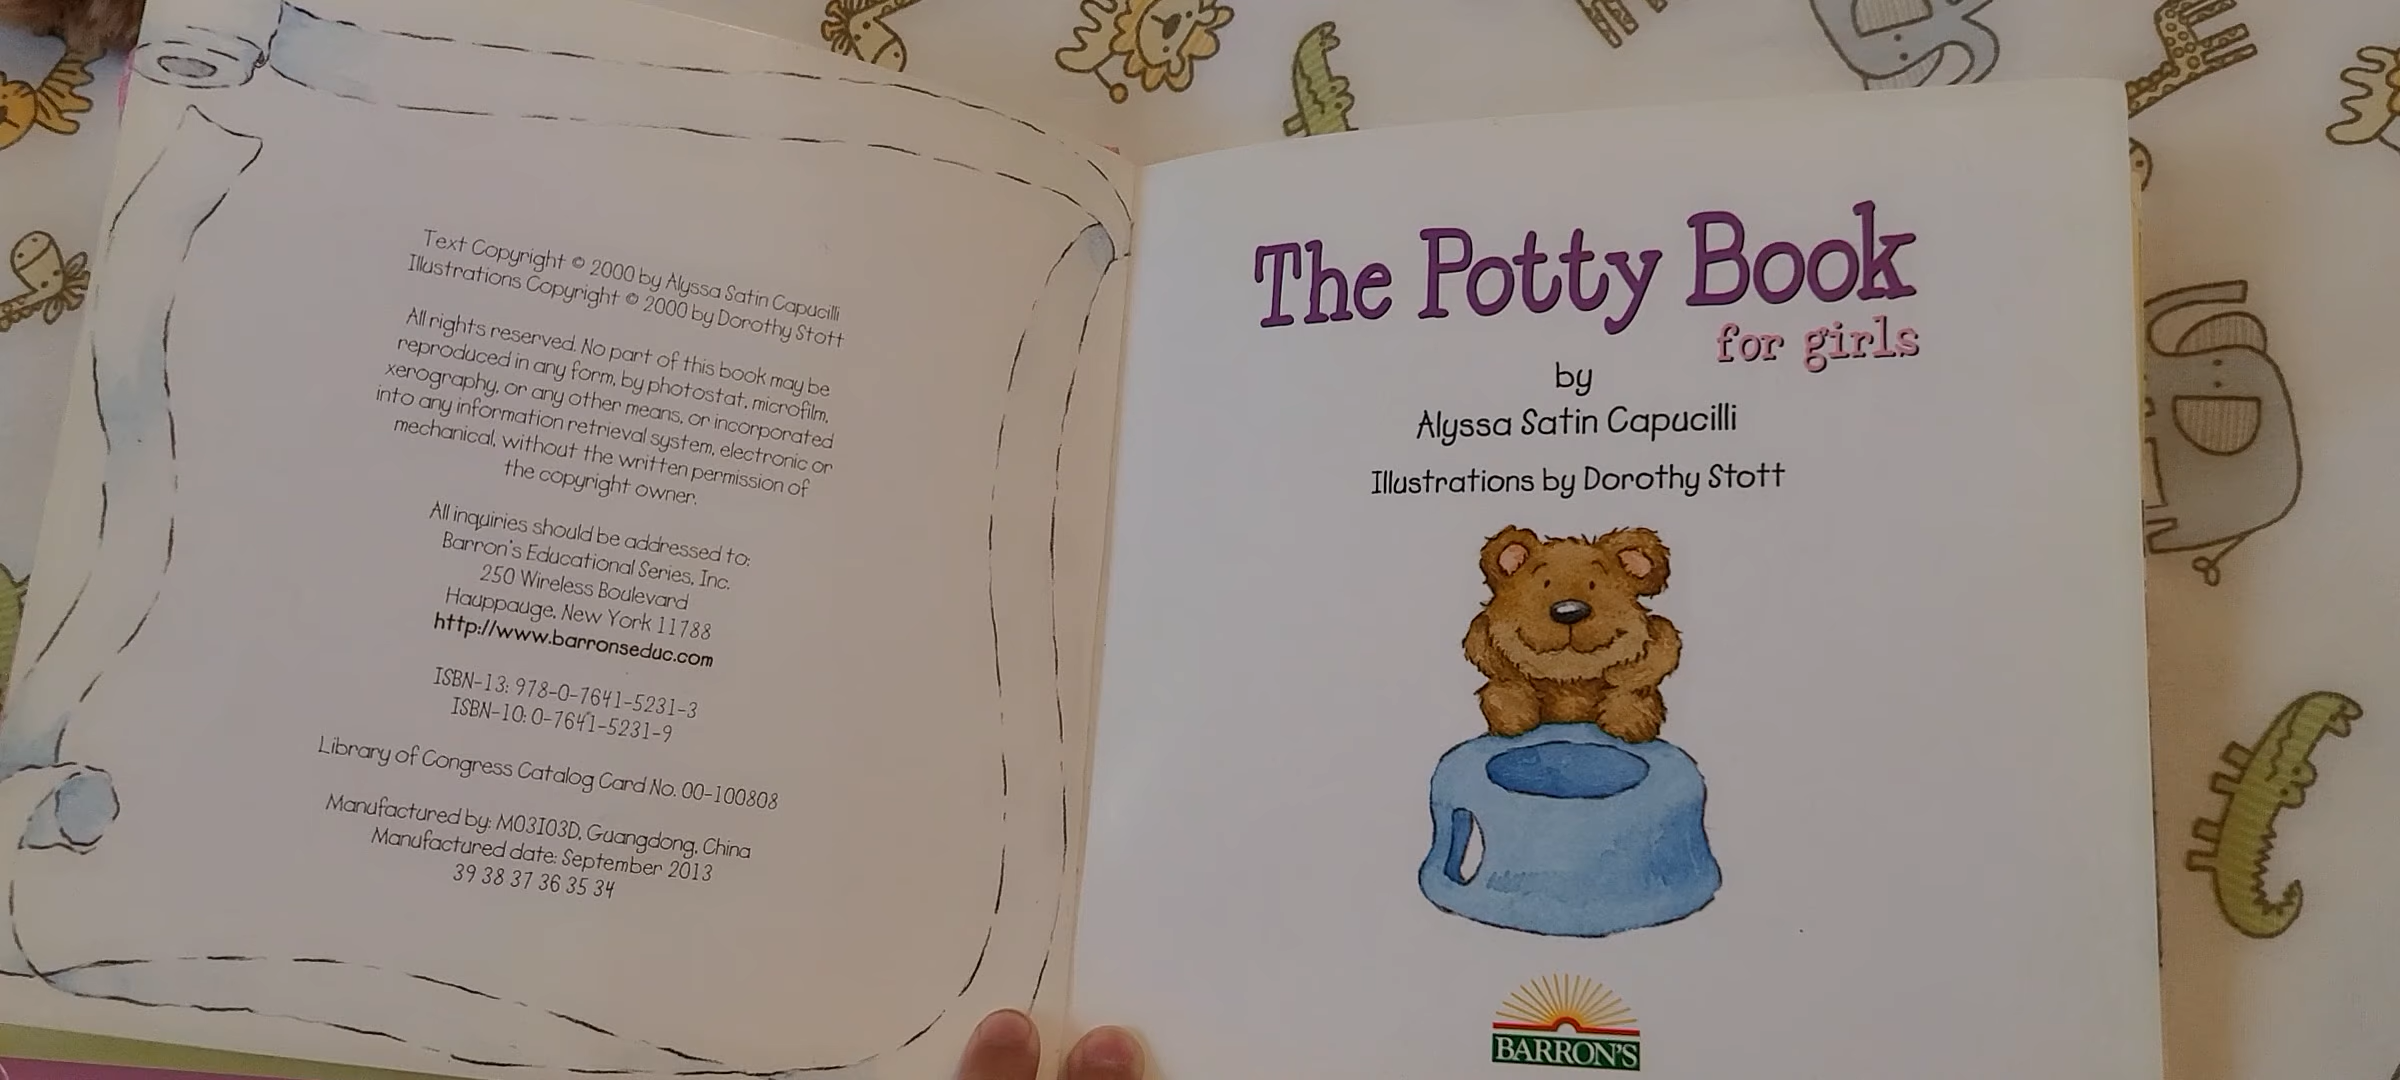 Text Copyright © 2000 by Alyssa Satin Capucilli
Illustrations Copyright © 2000 by Dorothy Stott
All rights reserved. No part of this book may be
reproduced in any form, by photostat, microfilm,
xerography, or any other means, or incorporated
into any information retrieval system, electronic or
mechanical, without the written permission of
the copyright owner.
All inquiries should be addressed to:
Barron's Educational Series, Inc.
250 Wireless Boulevard
Hauppauge, New York 11788
http://www.barronseduc.com
ISBN-13: 978-0-7641-5231-3
ISBN-10: 0-7641-5231-9
Library of Congress Catalog Card No. 00-100808
Manufactured by: M03I03D, Guangdong, China
Manufactured date: September 2013
39 38 37 36 35 34
The Potty Book
for girls
by
Alyssa Satin Capucilli
Illustrations by Dorothy Stott
BARRON'S